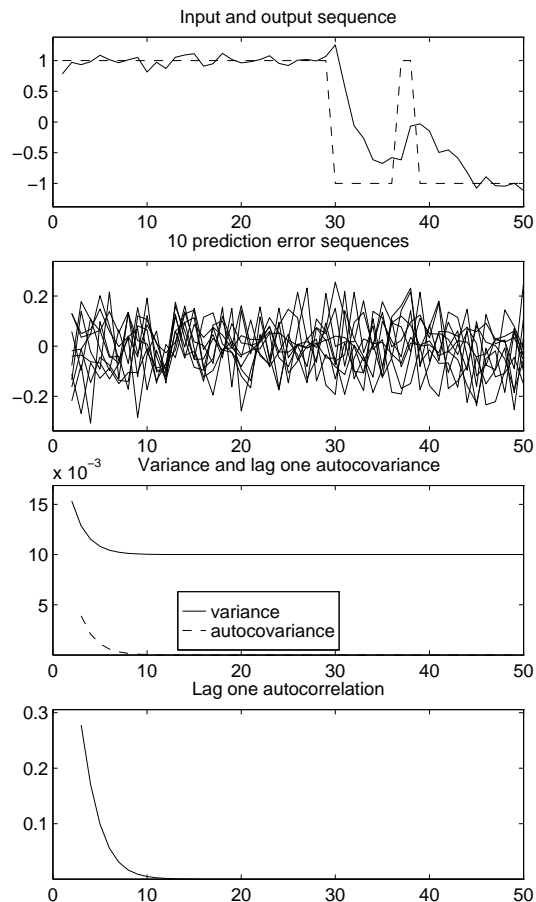 Input and output sequence
1
0.5
0
−0.5
−1
0 10 20 30 40 50
10 prediction error sequences
0.2
0
−0.2
0 10 20 30 40 50
x 10⁻³ Variance and lag one autocovariance
15
10
5
variance
autocovariance
0 10 20 30 40 50
Lag one autocorrelation
0.3
0.2
0.1
0 10 20 30 40 50